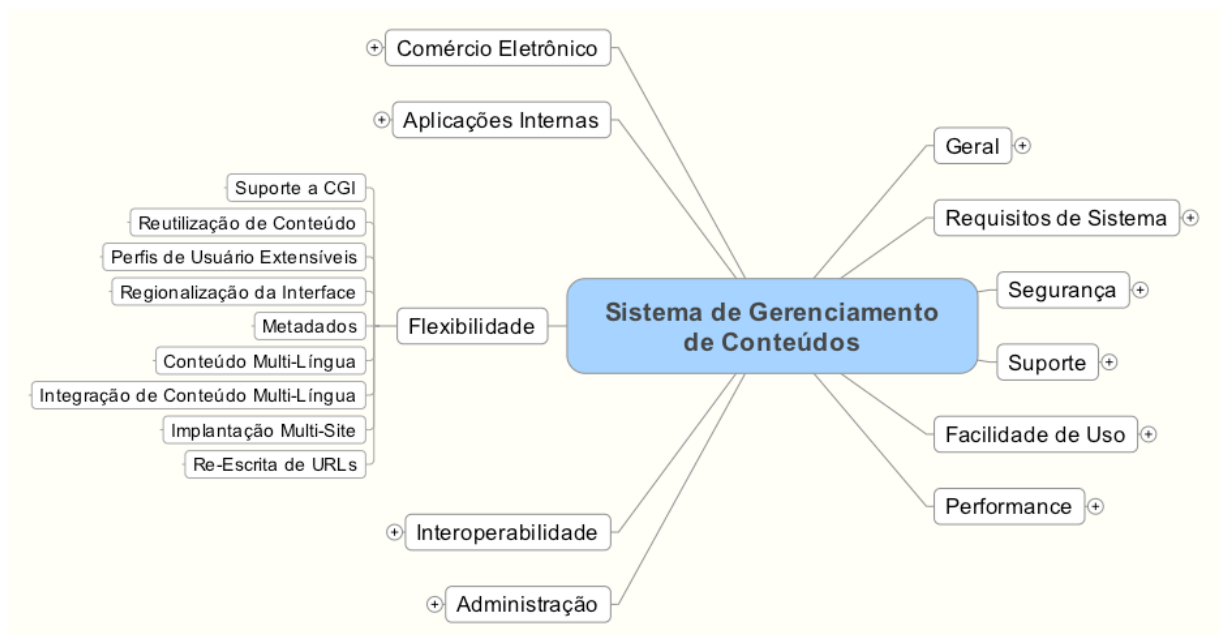 Comércio Eletrônico
Aplicações Internas
Suporte a CGI
Reutilização de Conteúdo
Perfis de Usuário Extensíveis
Regionalização da Interface
Metadados
Conteúdo Multi-Língua
Integração de Conteúdo Multi-Língua
Implantação Multi-Site
Re-Escrita de URLs
Flexibilidade
Interoperabilidade
Administração
Sistema de Gerenciamento
de Conteúdos
Geral
Requisitos de Sistema
Segurança
Suporte
Facilidade de Uso
Performance